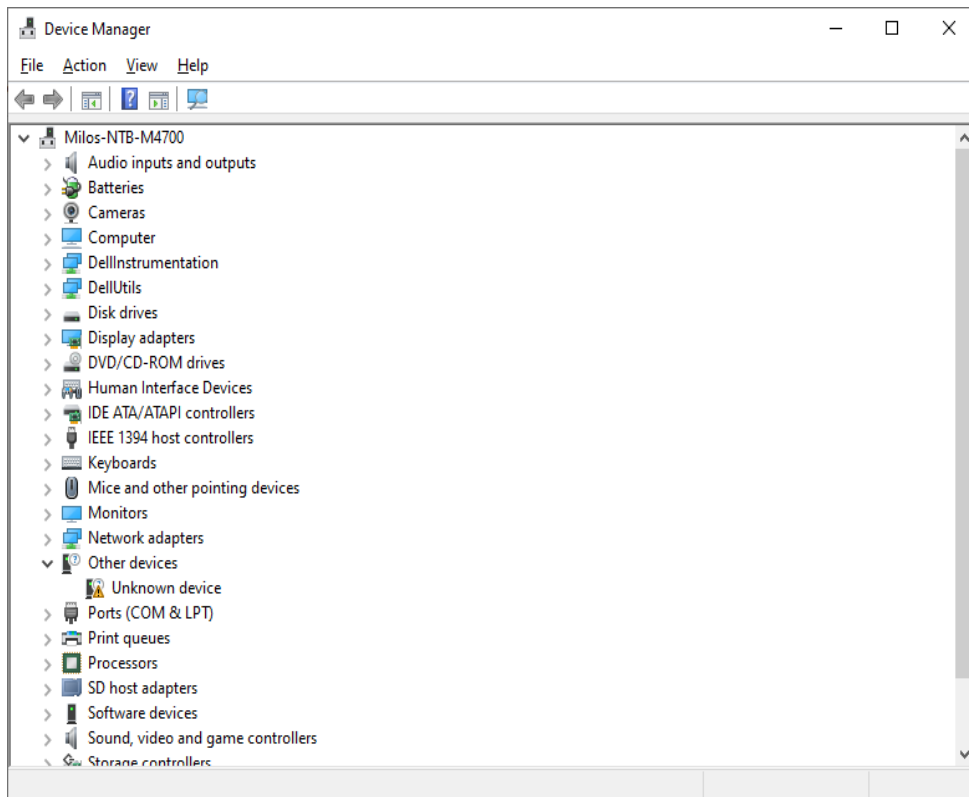 Device Manager
File Action View Help
Milos-NTB-M4700
Audio inputs and outputs
Batteries
Cameras
Computer
DellInstrumentation
DellUtils
Disk drives
Display adapters
DVD/CD-ROM drives
Human Interface Devices
IDE ATA/ATAPI controllers
IEEE 1394 host controllers
Keyboards
Mice and other pointing devices
Monitors
Network adapters
Other devices
Unknown device
Ports (COM & LPT)
Print queues
Processors
SD host adapters
Software devices
Sound, video and game controllers
Storage controllers